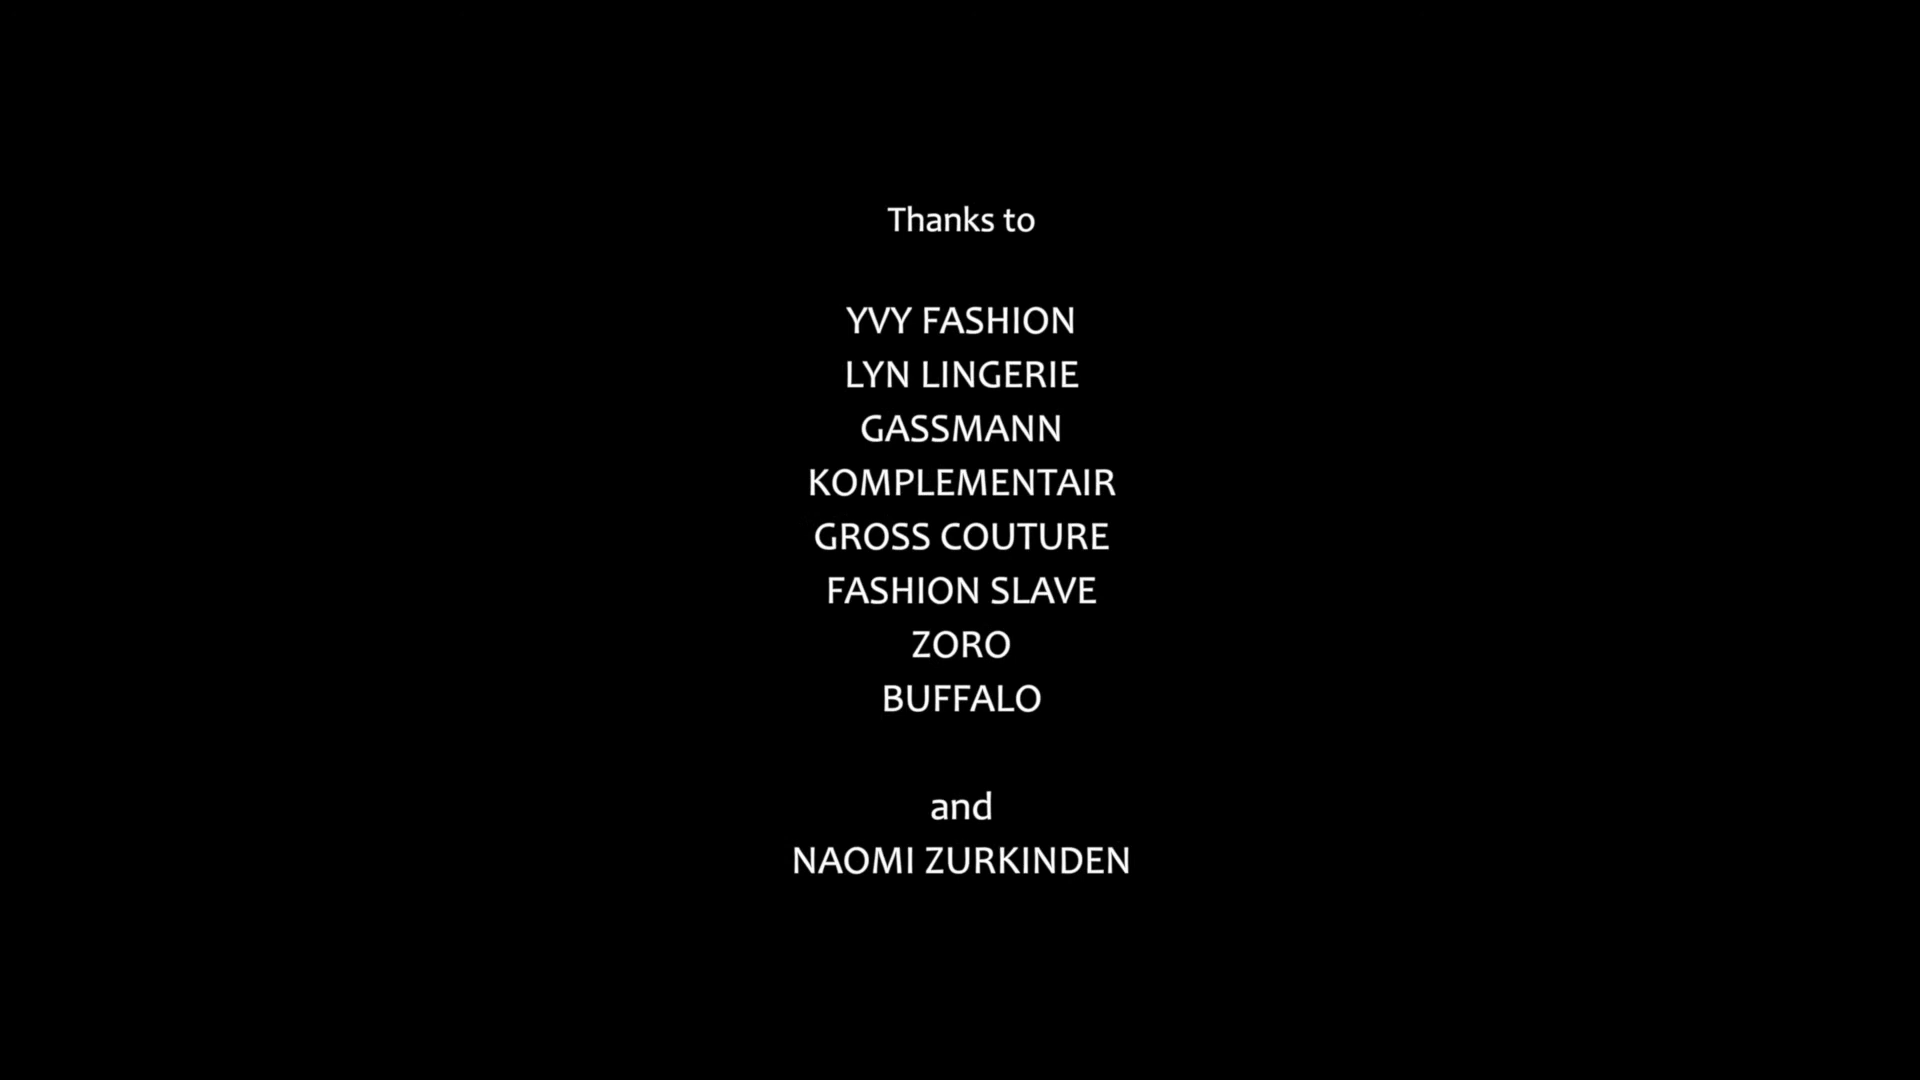 Thanks to
YVY FASHION
LYN LINGERIE
GASSMANN
KOMPLEMENTAIR
GROSS COUTURE
FASHION SLAVE
ZORO
BUFFALO
and
NAOMI ZURKINDEN